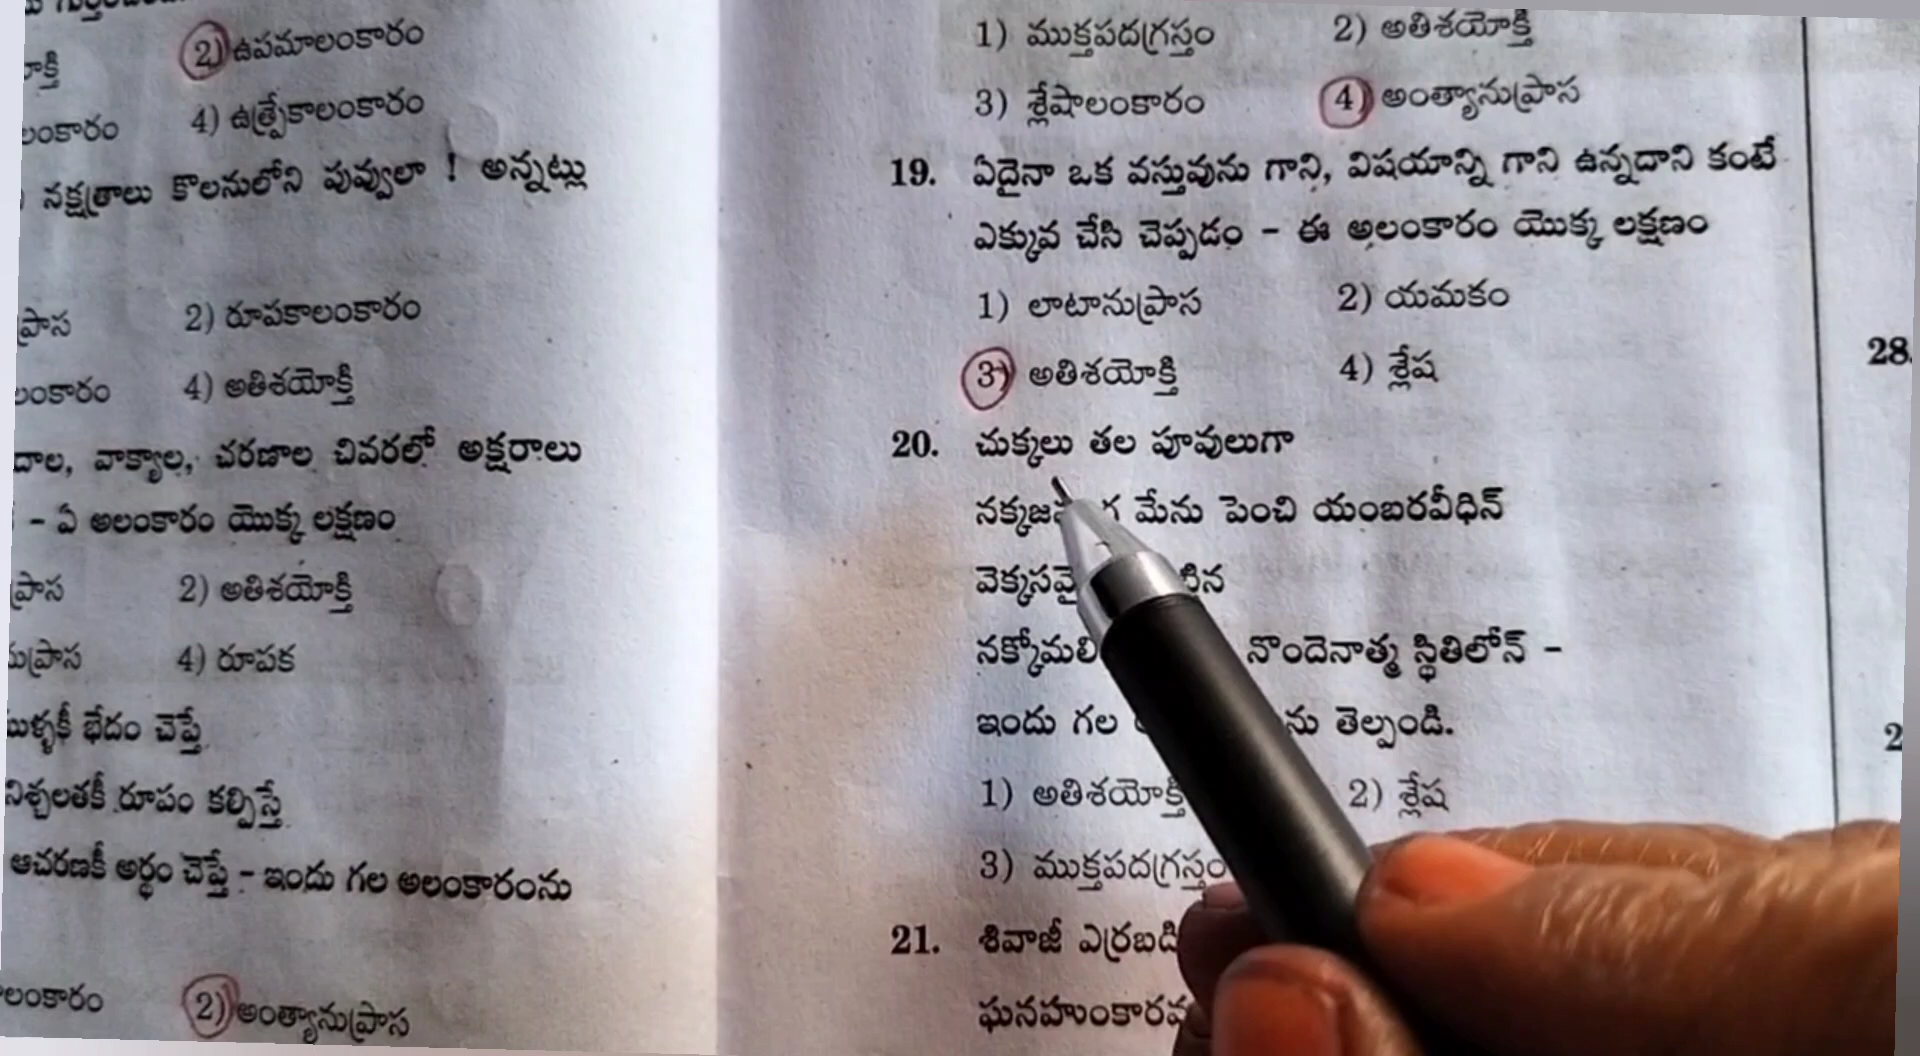 2) ఉపమాలంకారం
4) ఉత్ప్రేకాలంకారం
నక్షత్రాలు కొలనులోని పువ్వులా ! అన్నట్లు
2) రూపకాలంకారం
4) అతిశయోక్తి
వాక్యాల, చరణాల చివరలో అక్షరాలు
- ఏ అలంకారం యొక్క లక్షణం
2) అతిశయోక్తి
4) రూపక
భేదం చెప్తే
రూపం కల్పిస్తే
ఆచరణకీ అర్థం చెప్తే - ఇందు గల అలంకారంను
2) అంత్యానుప్రాస
1) ముక్తపదగ్రస్తం 2) అతిశయోక్తి
3) శ్లేషాలంకారం 4) అంత్యానుప్రాస
19. ఏదైనా ఒక వస్తువును గాని, విషయాన్ని గాని ఉన్నదాని కంటే
ఎక్కువ చేసి చెప్పడం - ఈ అలంకారం యొక్క లక్షణం
1) లాటానుప్రాస 2) యమకం
3) అతిశయోక్తి 4) శ్లేష
20. చుక్కలు తల పూవులుగా
మేను పెంచి యంబరవీధిన్
నొందెనాత్మ స్థితిలోన్ -
ఇందు గల తెల్పండి.
1) అతిశయోక్తి 2) శ్లేష
3) ముక్తపదగ్రస్తం
21. శివాజీ
28.